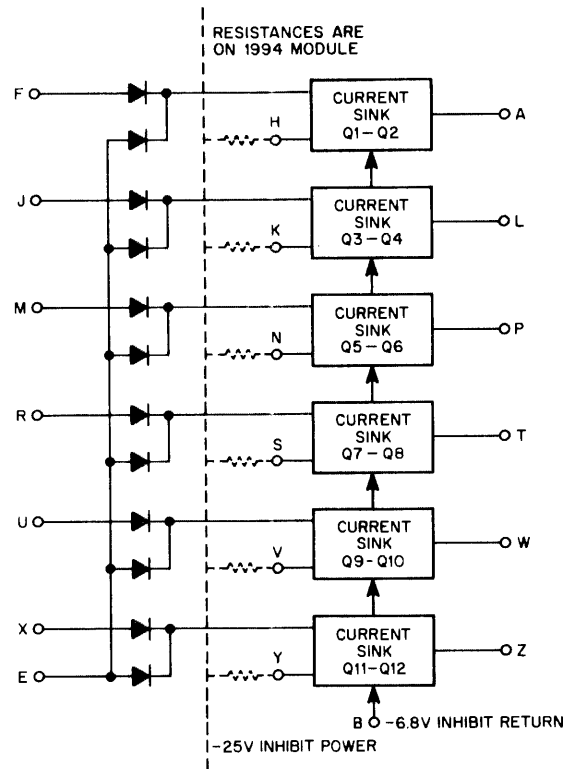 RESISTANCES ARE
ON 1994 MODULE
F
H
CURRENT
SINK
Q1-Q2
A
J
K
CURRENT
SINK
Q3-Q4
L
M
N
CURRENT
SINK
Q5-Q6
P
R
S
CURRENT
SINK
Q7-Q8
T
U
V
CURRENT
SINK
Q9-Q10
W
X
E
Y
CURRENT
SINK
Q11-Q12
Z
B -6.8V INHIBIT RETURN
-25V INHIBIT POWER